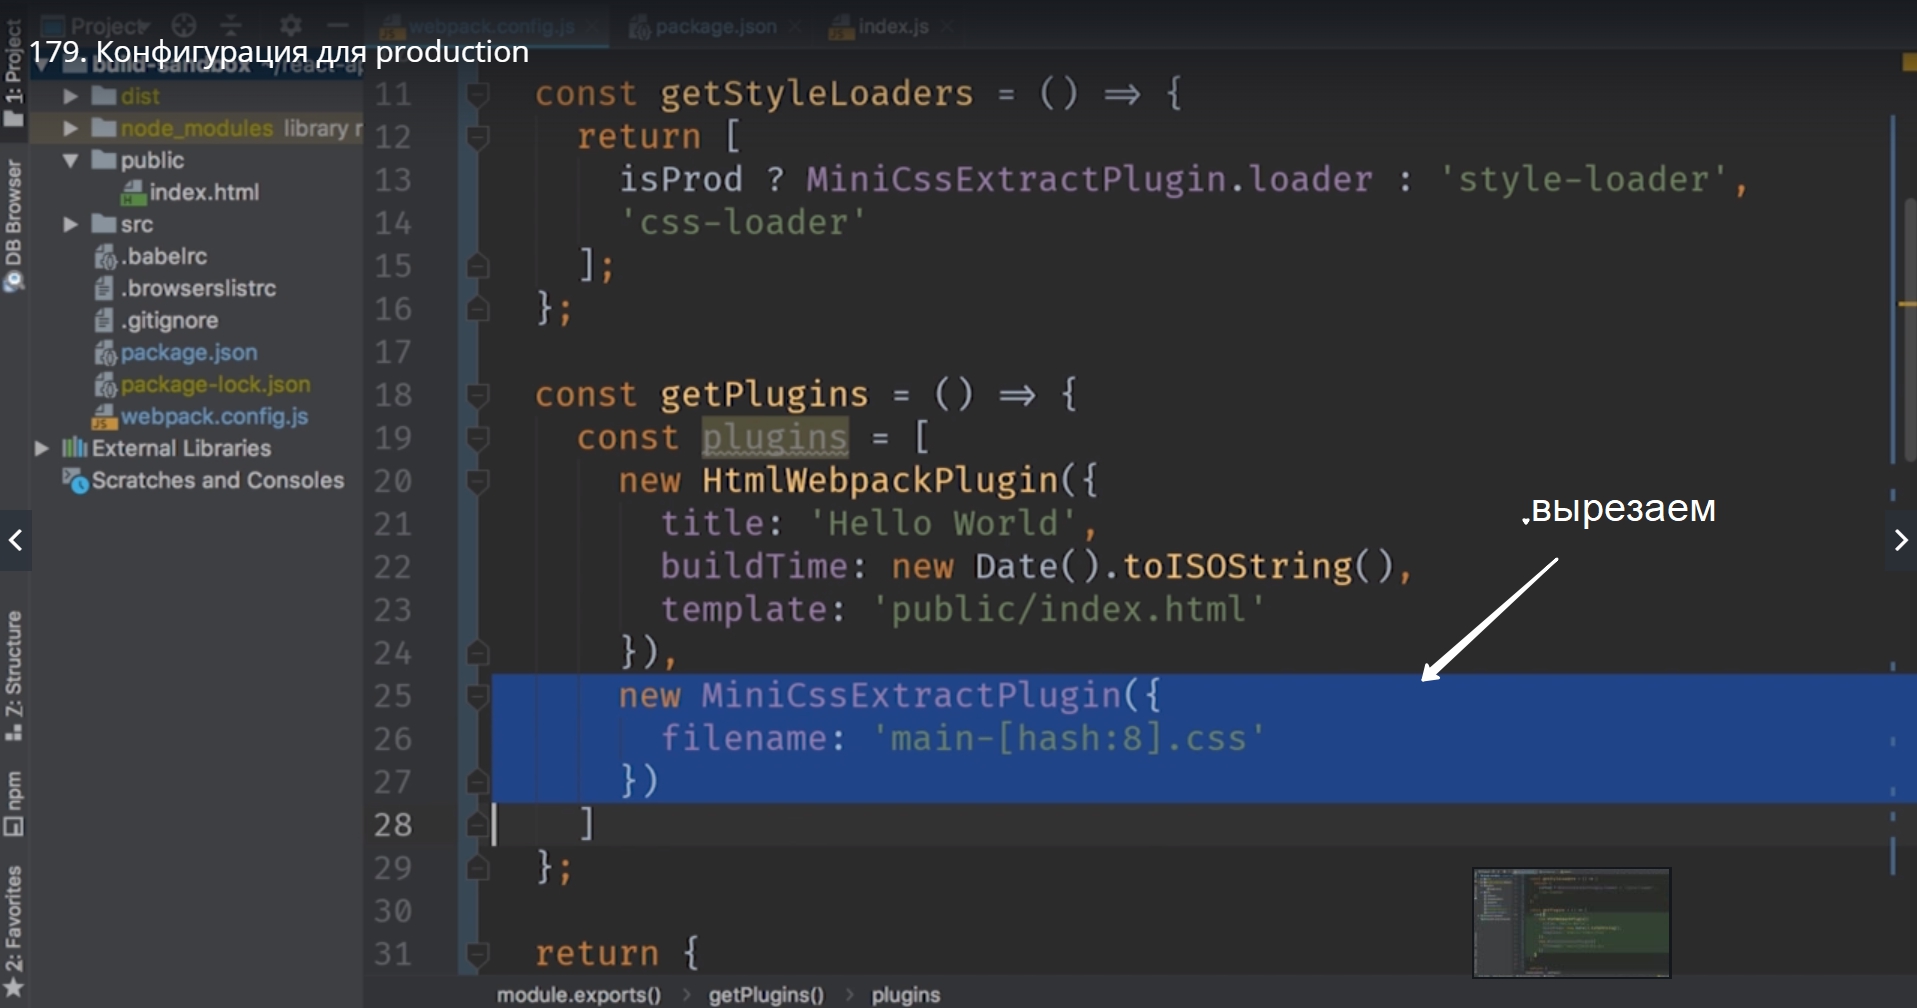 Project
webpack.config.js
package.json
index.js
179. Конфигурация для production
1: Project
DB Browser
Z: Structure
npm
2: Favorites
build-sandbox ~/react-ap
dist
node_modules library r
public
index.html
src
.babelrc
.browserslistrc
.gitignore
package.json
package-lock.json
webpack.config.js
External Libraries
Scratches and Consoles
11 const getStyleLoaders = () => {
12 return [
13 isProd ? MiniCssExtractPlugin.loader : 'style-loader',
14 'css-loader'
15 ];
16 };
17
18 const getPlugins = () => {
19 const plugins = [
20 new HtmlWebpackPlugin({
21 title: 'Hello World',
22 buildTime: new Date().toISOString(),
23 template: 'public/index.html'
24 }),
25 new MiniCssExtractPlugin({
26 filename: 'main-[hash:8].css'
27 })
28 ]
29 };
30
31 return {
вырезаем
module.exports() > getPlugins() > plugins